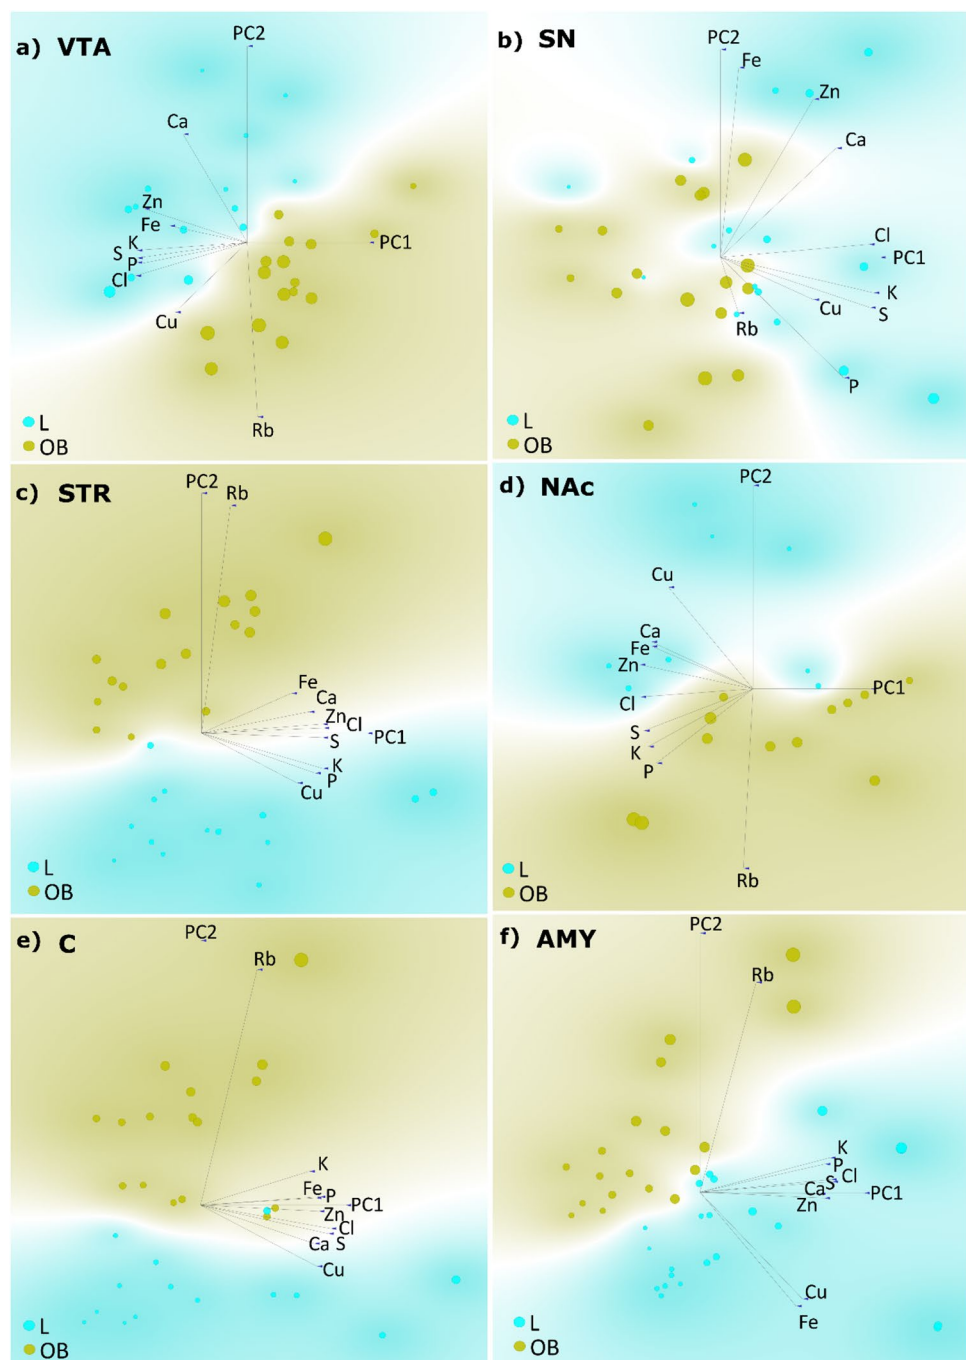 a) VTA
PC2
Ca
Zn
Fe
K
S
P
Cl
Cu
PC1
Rb
L
OB
b) SN
PC2
Fe
Zn
Ca
Cl
PC1
K
Cu
S
Rb
P
L
OB
c) STR
PC2
Rb
Fe
Ca
Zn
Cl
S
PC1
K
P
Cu
L
OB
d) NAc
PC2
Cu
Ca
Fe
Zn
Cl
PC1
S
K
P
Rb
L
OB
e) C
PC2
Rb
K
Fe
P
PC1
Zn
Cl
Ca
S
Cu
L
OB
f) AMY
PC2
Rb
K
P
Cl
S
Ca
PC1
Zn
Cu
Fe
L
OB